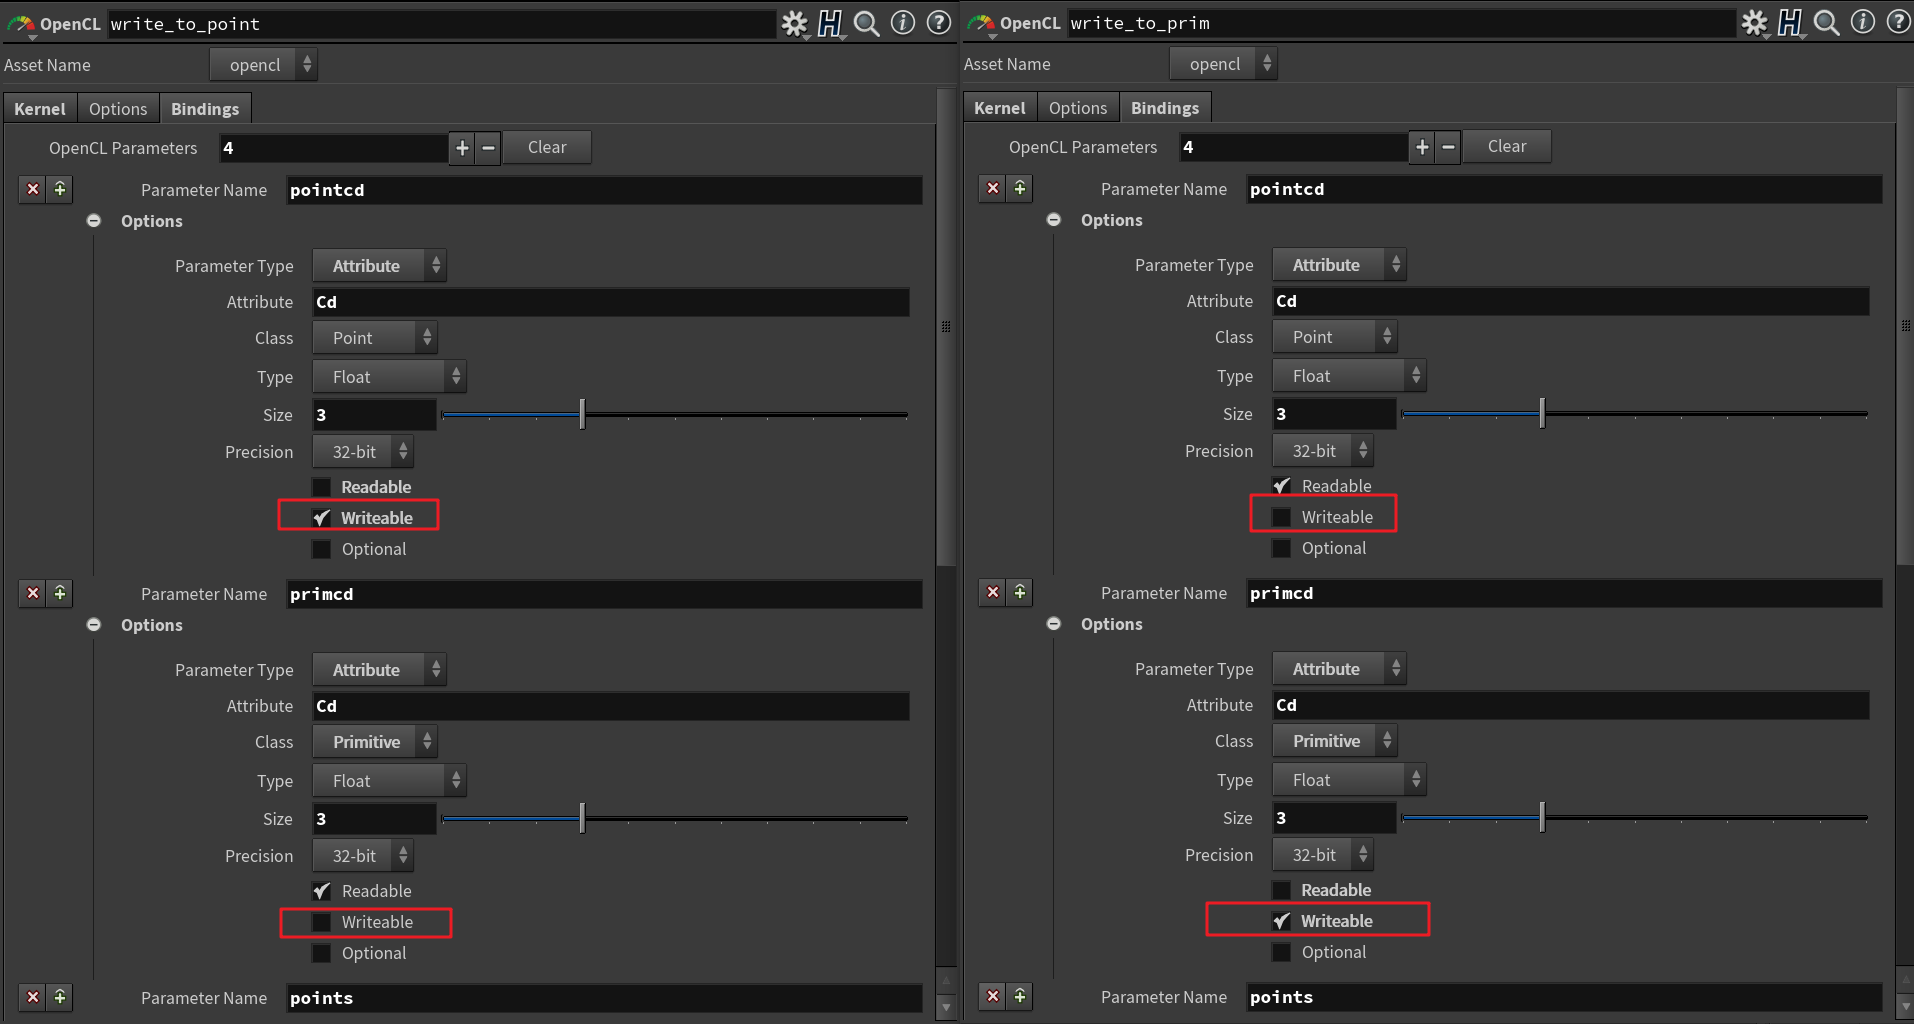 OpenCL write_to_point
Asset Name opencl
Kernel Options Bindings
OpenCL Parameters 4 Clear
Parameter Name pointcd
Options
Parameter Type Attribute
Attribute Cd
Class Point
Type Float
Size 3
Precision 32-bit
Readable
Writeable
Optional
Parameter Name primcd
Options
Parameter Type Attribute
Attribute Cd
Class Primitive
Type Float
Size 3
Precision 32-bit
Readable
Writeable
Optional
Parameter Name points
OpenCL write_to_prim
Asset Name opencl
Kernel Options Bindings
OpenCL Parameters 4 Clear
Parameter Name pointcd
Options
Parameter Type Attribute
Attribute Cd
Class Point
Type Float
Size 3
Precision 32-bit
Readable
Writeable
Optional
Parameter Name primcd
Options
Parameter Type Attribute
Attribute Cd
Class Primitive
Type Float
Size 3
Precision 32-bit
Readable
Writeable
Optional
Parameter Name points